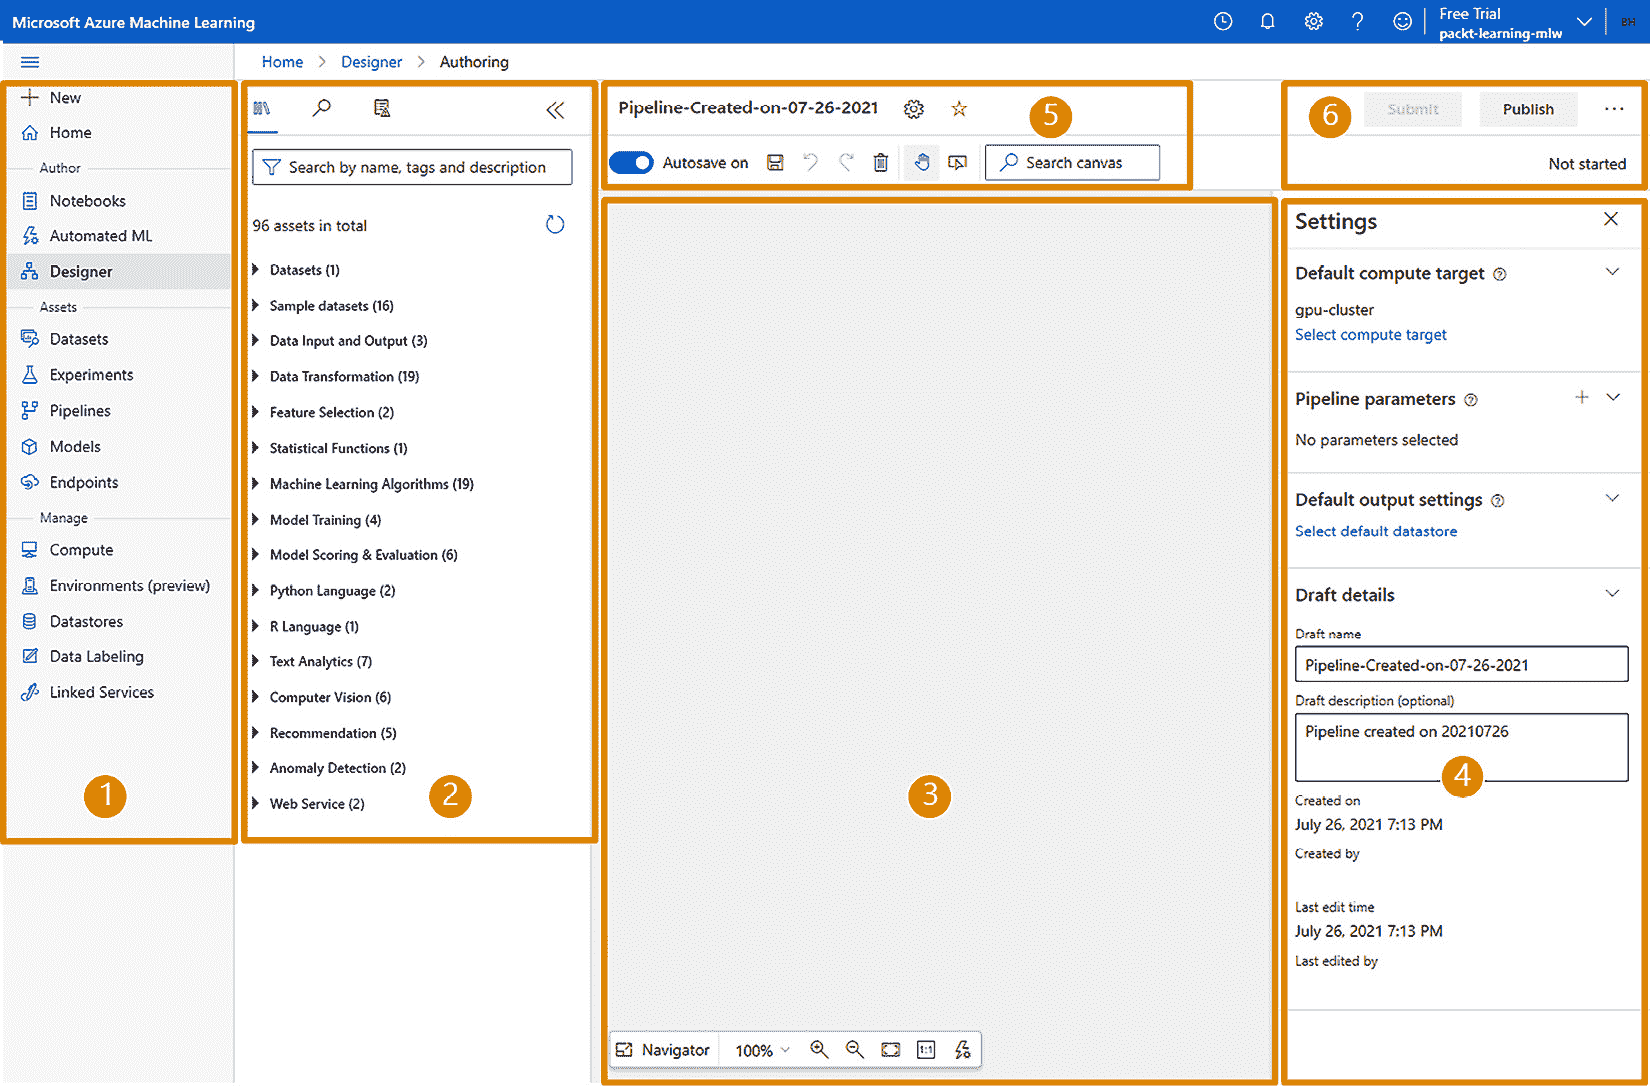 Microsoft Azure Machine Learning
Free Trial
packt-learning-mlw
BH
Home > Designer > Authoring
New
Home
Author
Notebooks
Automated ML
Designer
Assets
Datasets
Experiments
Pipelines
Models
Endpoints
Manage
Compute
Environments (preview)
Datastores
Data Labeling
Linked Services
1
Search by name, tags and description
96 assets in total
Datasets (1)
Sample datasets (16)
Data Input and Output (3)
Data Transformation (19)
Feature Selection (2)
Statistical Functions (1)
Machine Learning Algorithms (19)
Model Training (4)
Model Scoring & Evaluation (6)
Python Language (2)
R Language (1)
Text Analytics (7)
Computer Vision (6)
Recommendation (5)
Anomaly Detection (2)
Web Service (2)
2
Pipeline-Created-on-07-26-2021
5
Autosave on
Search canvas
3
Navigator
100%
1:1
6
Submit
Publish
...
Not started
Settings
Default compute target
gpu-cluster
Select compute target
Pipeline parameters
No parameters selected
Default output settings
Select default datastore
Draft details
Draft name
Pipeline-Created-on-07-26-2021
Draft description (optional)
Pipeline created on 20210726
4
Created on
July 26, 2021 7:13 PM
Created by
Last edit time
July 26, 2021 7:13 PM
Last edited by